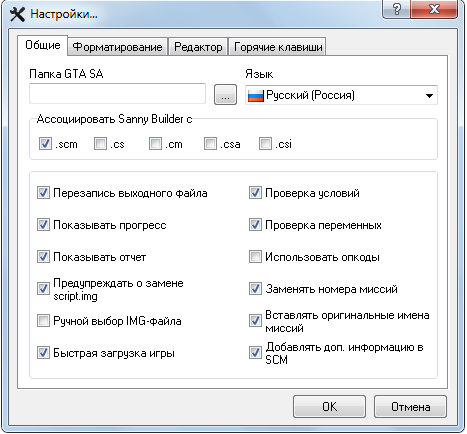 Настройки...
Общие Форматирование Редактор Горячие клавиши
Папка GTA SA Язык
... Русский (Россия)
Ассоциировать Sanny Builder с
.scm .cs .cm .csa .csi
Перезапись выходного файла Проверка условий
Показывать прогресс Проверка переменных
Показывать отчет Использовать опкоды
Предупреждать о замене
script.img
Заменять номера миссий
Ручной выбор IMG-файла
Вставлять оригинальные имена
миссий
Быстрая загрузка игры
Добавлять доп. информацию в
SCM
OK Отмена